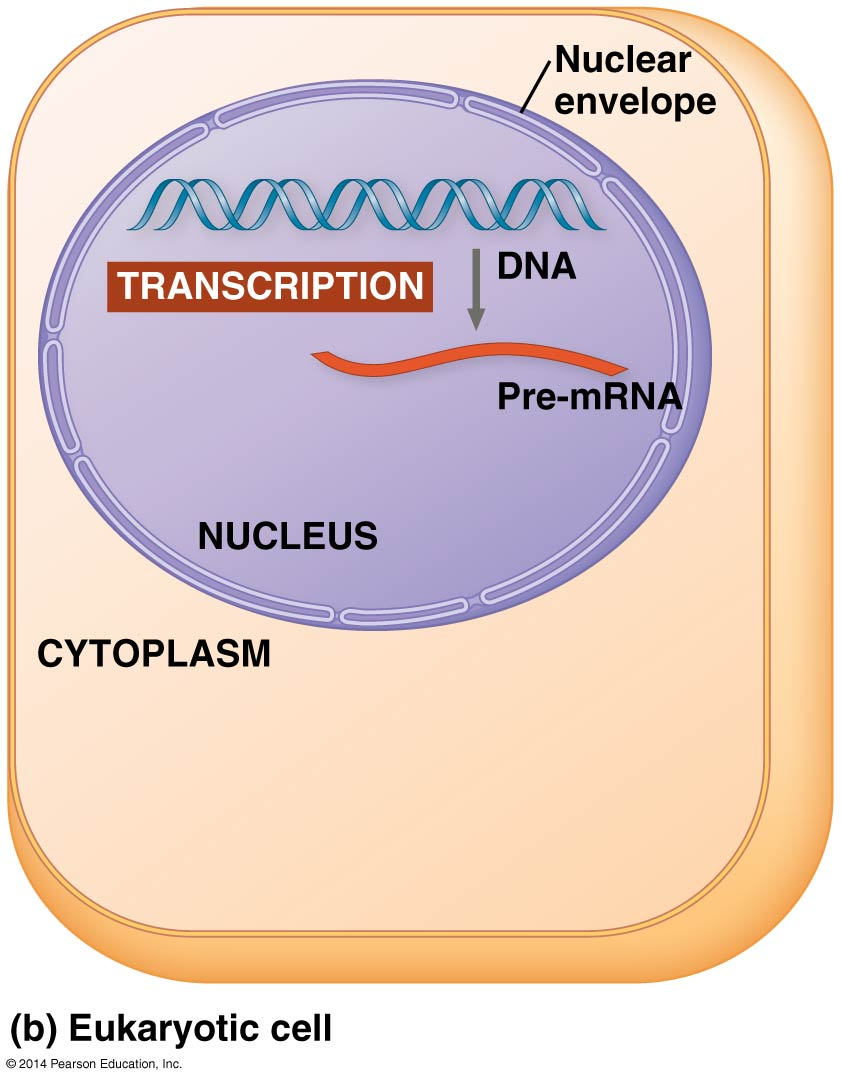 Nuclear
envelope
DNA
TRANSCRIPTION
Pre-mRNA
NUCLEUS
CYTOPLASM
(b) Eukaryotic cell
© 2014 Pearson Education, Inc.